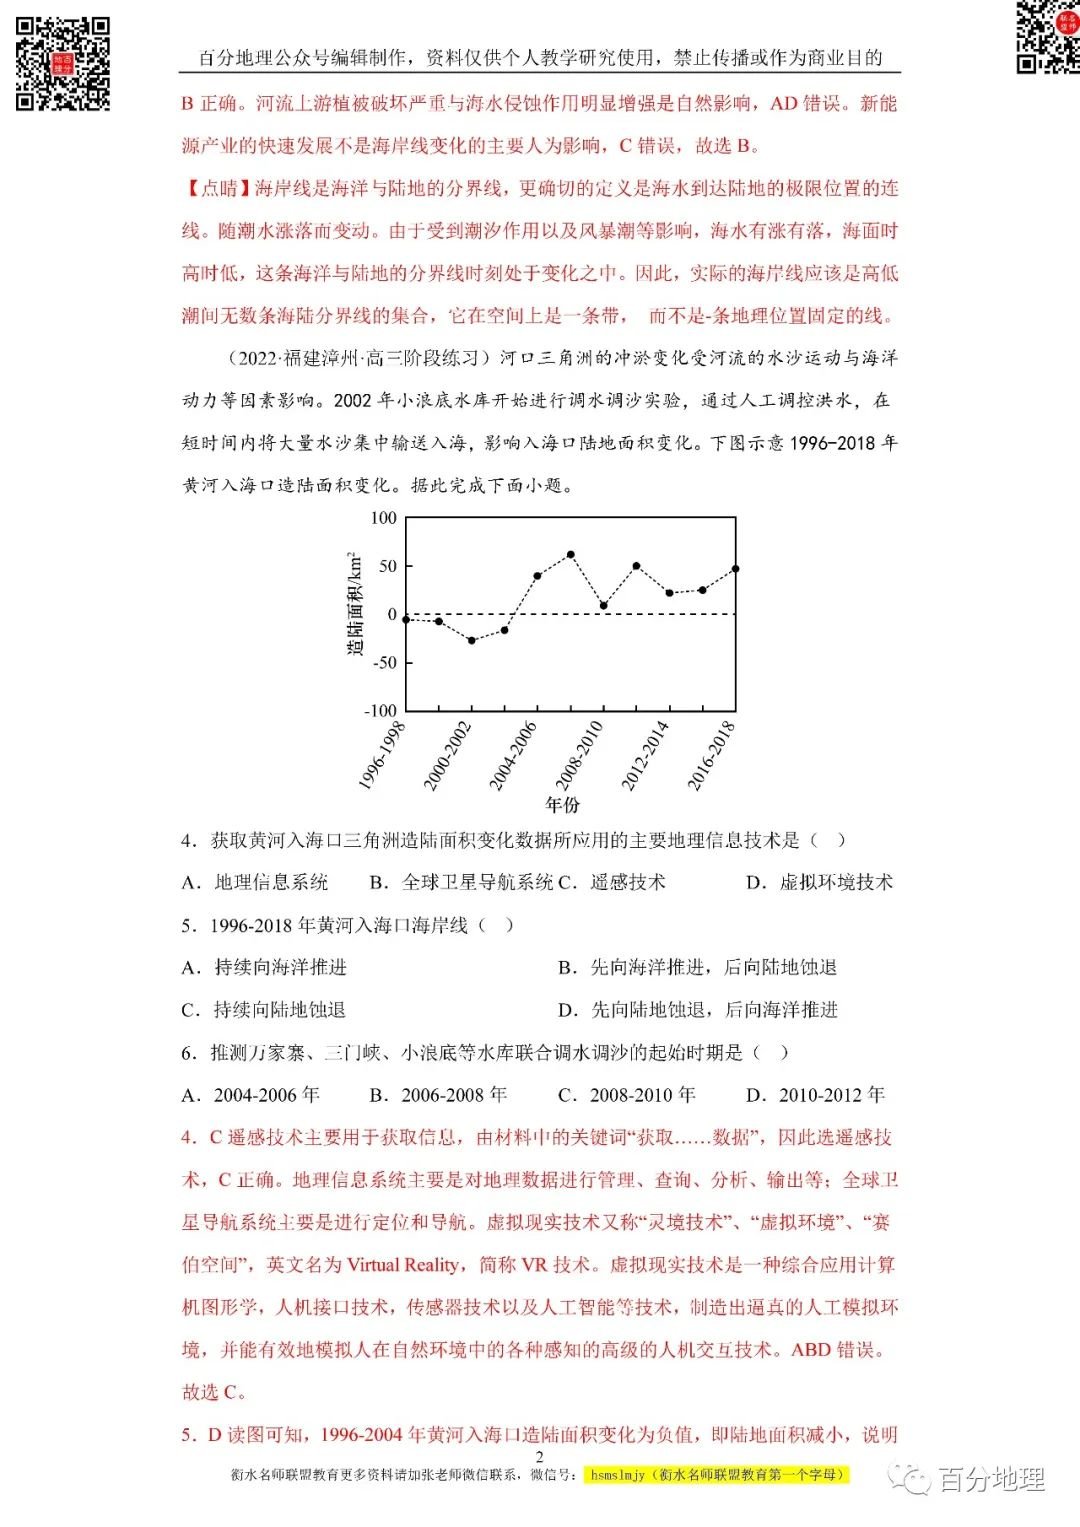 百分地理公众号编辑制作，资料仅供个人教学研究使用，禁止传播或作为商业目的
B 正确。河流上游植被破坏严重与海水侵蚀作用明显增强是自然影响，AD 错误。新能
源产业的快速发展不是海岸线变化的主要人为影响，C 错误，故选 B。
【点晴】海岸线是海洋与陆地的分界线，更确切的定义是海水到达陆地的极限位置的连
线。随潮水涨落而变动。由于受到潮汐作用以及风暴潮等影响，海水有涨有落，海面时
高时低，这条海洋与陆地的分界线时刻处于变化之中。因此，实际的海岸线应该是高低
潮间无数条海陆分界线的集合，它在空间上是一条带， 而不是-条地理位置固定的线。
（2022·福建漳州·高三阶段练习）河口三角洲的冲淤变化受河流的水沙运动与海洋
动力等因素影响。2002 年小浪底水库开始进行调水调沙实验，通过人工调控洪水，在
短时间内将大量水沙集中输送入海，影响入海口陆地面积变化。下图示意 1996-2018 年
黄河入海口造陆面积变化。据此完成下面小题。
100
50
0
-50
-100
造陆面积/km²
1996-1998
2000-2002
2004-2006
2008-2010
2012-2014
2016-2018
年份
4．获取黄河入海口三角洲造陆面积变化数据所应用的主要地理信息技术是（ ）
A．地理信息系统 B．全球卫星导航系统 C．遥感技术 D．虚拟环境技术
5．1996-2018 年黄河入海口海岸线（ ）
A．持续向海洋推进 B．先向海洋推进，后向陆地蚀退
C．持续向陆地蚀退 D．先向陆地蚀退，后向海洋推进
6．推测万家寨、三门峡、小浪底等水库联合调水调沙的起始时期是（ ）
A．2004-2006 年 B．2006-2008 年 C．2008-2010 年 D．2010-2012 年
4．C 遥感技术主要用于获取信息，由材料中的关键词“获取……数据”，因此选遥感技
术，C 正确。地理信息系统主要是对地理数据进行管理、查询、分析、输出等；全球卫
星导航系统主要是进行定位和导航。虚拟现实技术又称“灵境技术”、“虚拟环境”、“赛
伯空间”，英文名为 Virtual Reality，简称 VR 技术。虚拟现实技术是一种综合应用计算
机图形学，人机接口技术，传感器技术以及人工智能等技术，制造出逼真的人工模拟环
境，并能有效地模拟人在自然环境中的各种感知的高级的人机交互技术。ABD 错误。
故选 C。
5．D 读图可知，1996-2004 年黄河入海口造陆面积变化为负值，即陆地面积减小，说明
2
衡水名师联盟教育更多资料请加张老师微信联系，微信号： hsmslmjy（衡水名师联盟教育第一个字母）
百分地理